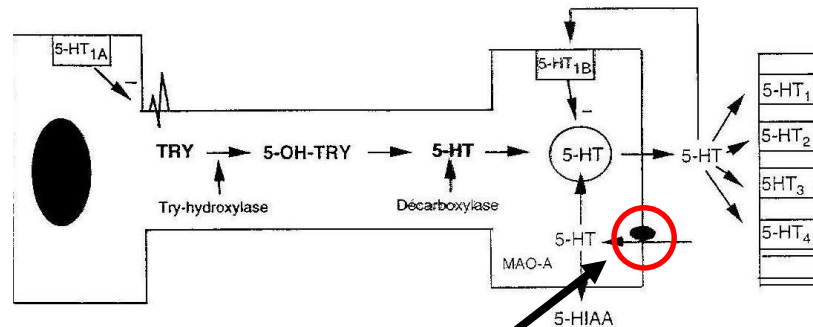 5-HT1A
5-HT1B
–
–
TRY
5-OH-TRY
5-HT
5-HT
5-HT
5-HT1
5-HT2
5HT3
5-HT4
Try-hydroxylase
Décarboxylase
5-HT
MAO-A
5-HIAA